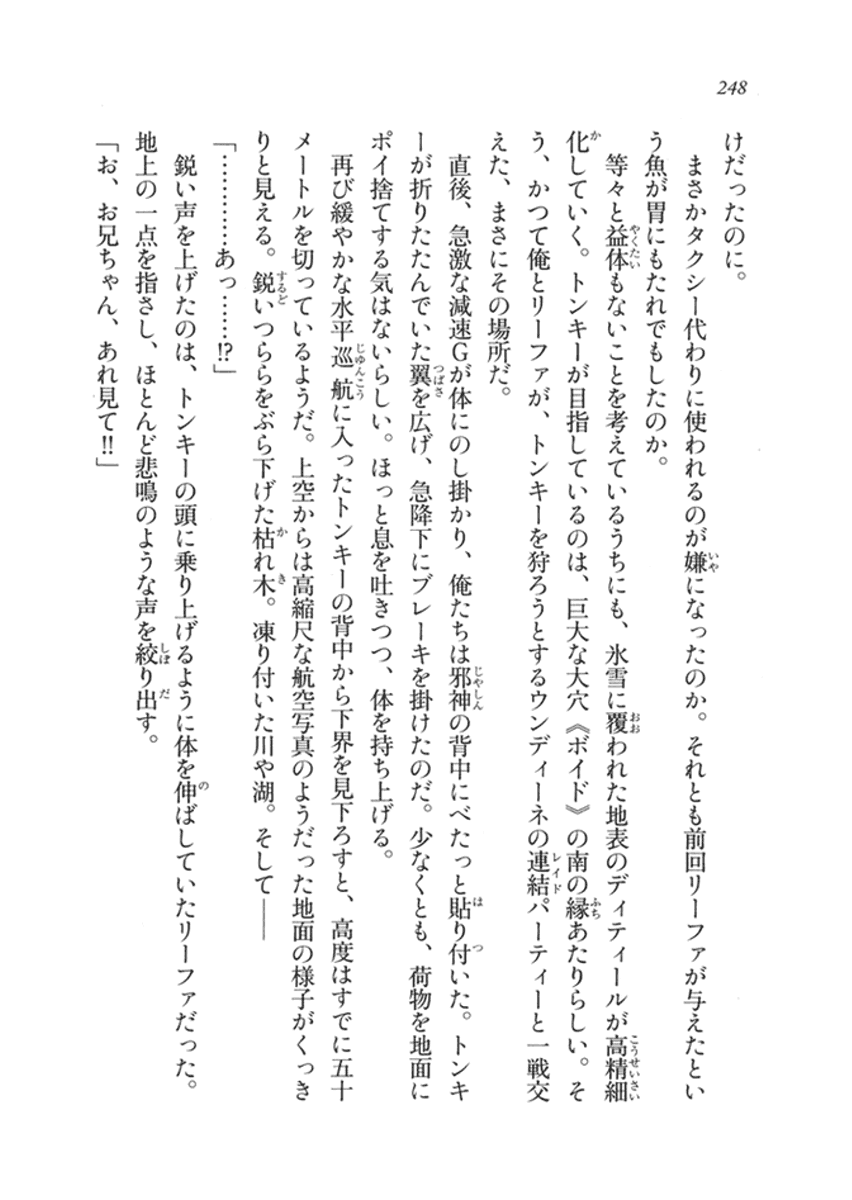 248
けだったのに。
　まさかタクシー代わりに使われるのが嫌になったのか。それとも前回リーファが与えたとい
う魚が胃にもたれでもしたのか。
　等々と益体もないことを考えているうちにも、氷雪に覆われた地表のディティールが高精細
化していく。トンキーが目指しているのは、巨大な大穴《ボイド》の南の縁あたりらしい。そ
う、かつて俺とリーファが、トンキーを狩ろうとするウンディーネの連結パーティーと一戦交
えた、まさにその場所だ。
　直後、急激な減速Ｇが体にのし掛かり、俺たちは邪神の背中にべたっと貼り付いた。トンキ
ーが折りたたんでいた翼を広げ、急降下にブレーキを掛けたのだ。少なくとも、荷物を地面に
ポイ捨てする気はないらしい。ほっと息を吐きつつ、体を持ち上げる。
　再び緩やかな水平巡航に入ったトンキーの背中から下界を見下ろすと、高度はすでに五十
メートルを切っているようだ。上空からは高縮尺な航空写真のようだった地面の様子がくっき
りと見える。鋭いつららをぶら下げた枯れ木。凍り付いた川や湖。そして――
「…………あっ……!?」
　鋭い声を上げたのは、トンキーの頭に乗り上げるように体を伸ばしていたリーファだった。
地上の一点を指さし、ほとんど悲鳴のような声を絞り出す。
「お、お兄ちゃん、あれ見て!!」